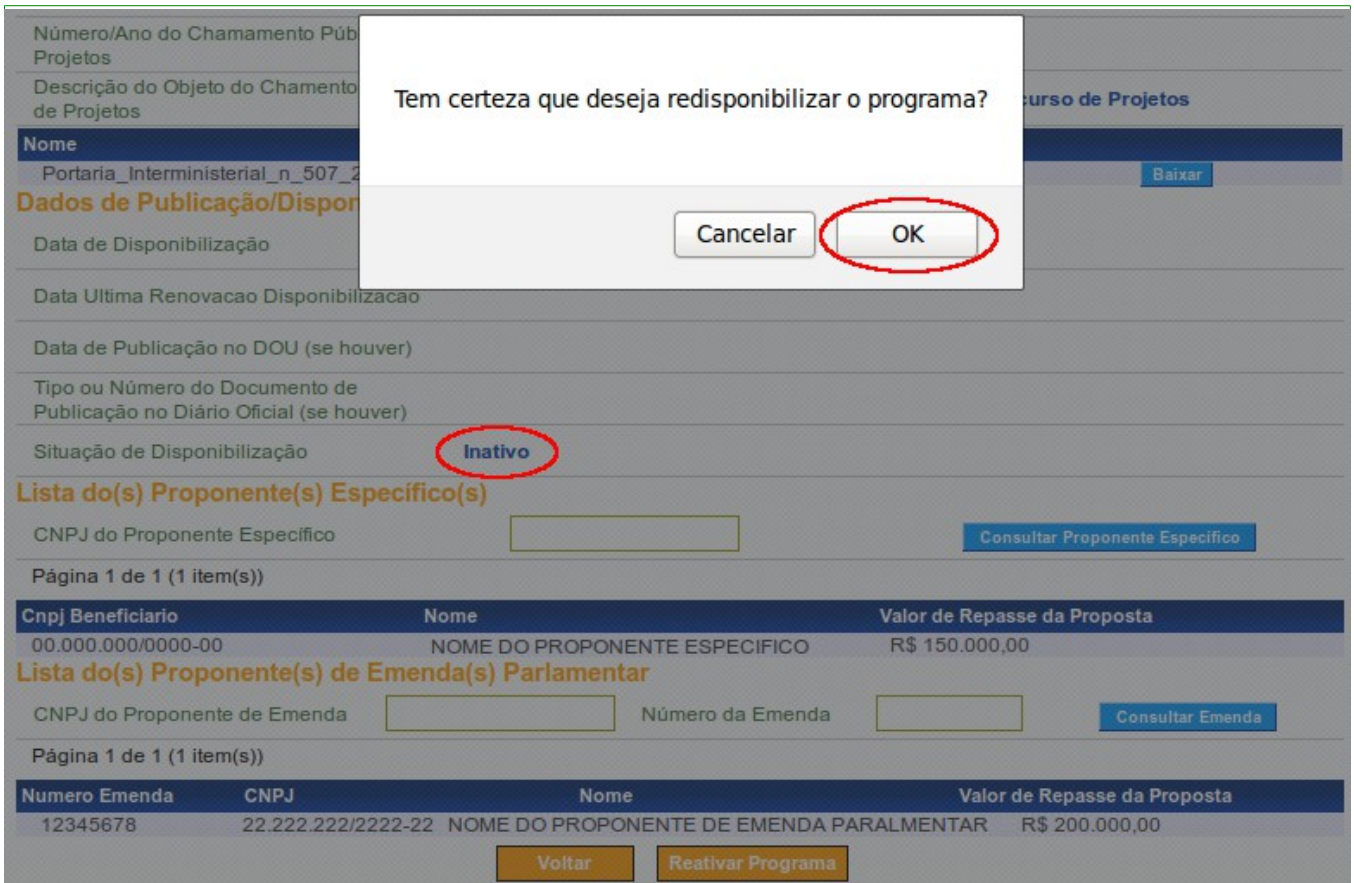 Número/Ano do Chamamento Púb
Projetos
Descrição do Objeto do Chamento
de Projetos
curso de Projetos
Tem certeza que deseja redisponibilizar o programa?
Cancelar OK
Nome
Portaria_Interministerial_n_507_2
Baixar
Dados de Publicação/Dispon
Data de Disponibilização
Data Ultima Renovacao Disponibilizacao
Data de Publicação no DOU (se houver)
Tipo ou Número do Documento de
Publicação no Diário Oficial (se houver)
Situação de Disponibilização Inativo
Lista do(s) Proponente(s) Específico(s)
CNPJ do Proponente Específico Consultar Proponente Específico
Página 1 de 1 (1 item(s))
Cnpj Beneficiario Nome Valor de Repasse da Proposta
00.000.000/0000-00 NOME DO PROPONENTE ESPECIFICO R$ 150.000,00
Lista do(s) Proponente(s) de Emenda(s) Parlamentar
CNPJ do Proponente de Emenda Número da Emenda Consultar Emenda
Página 1 de 1 (1 item(s))
Numero Emenda CNPJ Nome Valor de Repasse da Proposta
12345678 22.222.222/2222-22 NOME DO PROPONENTE DE EMENDA PARALMENTAR R$ 200.000,00
Voltar Reativar Programa